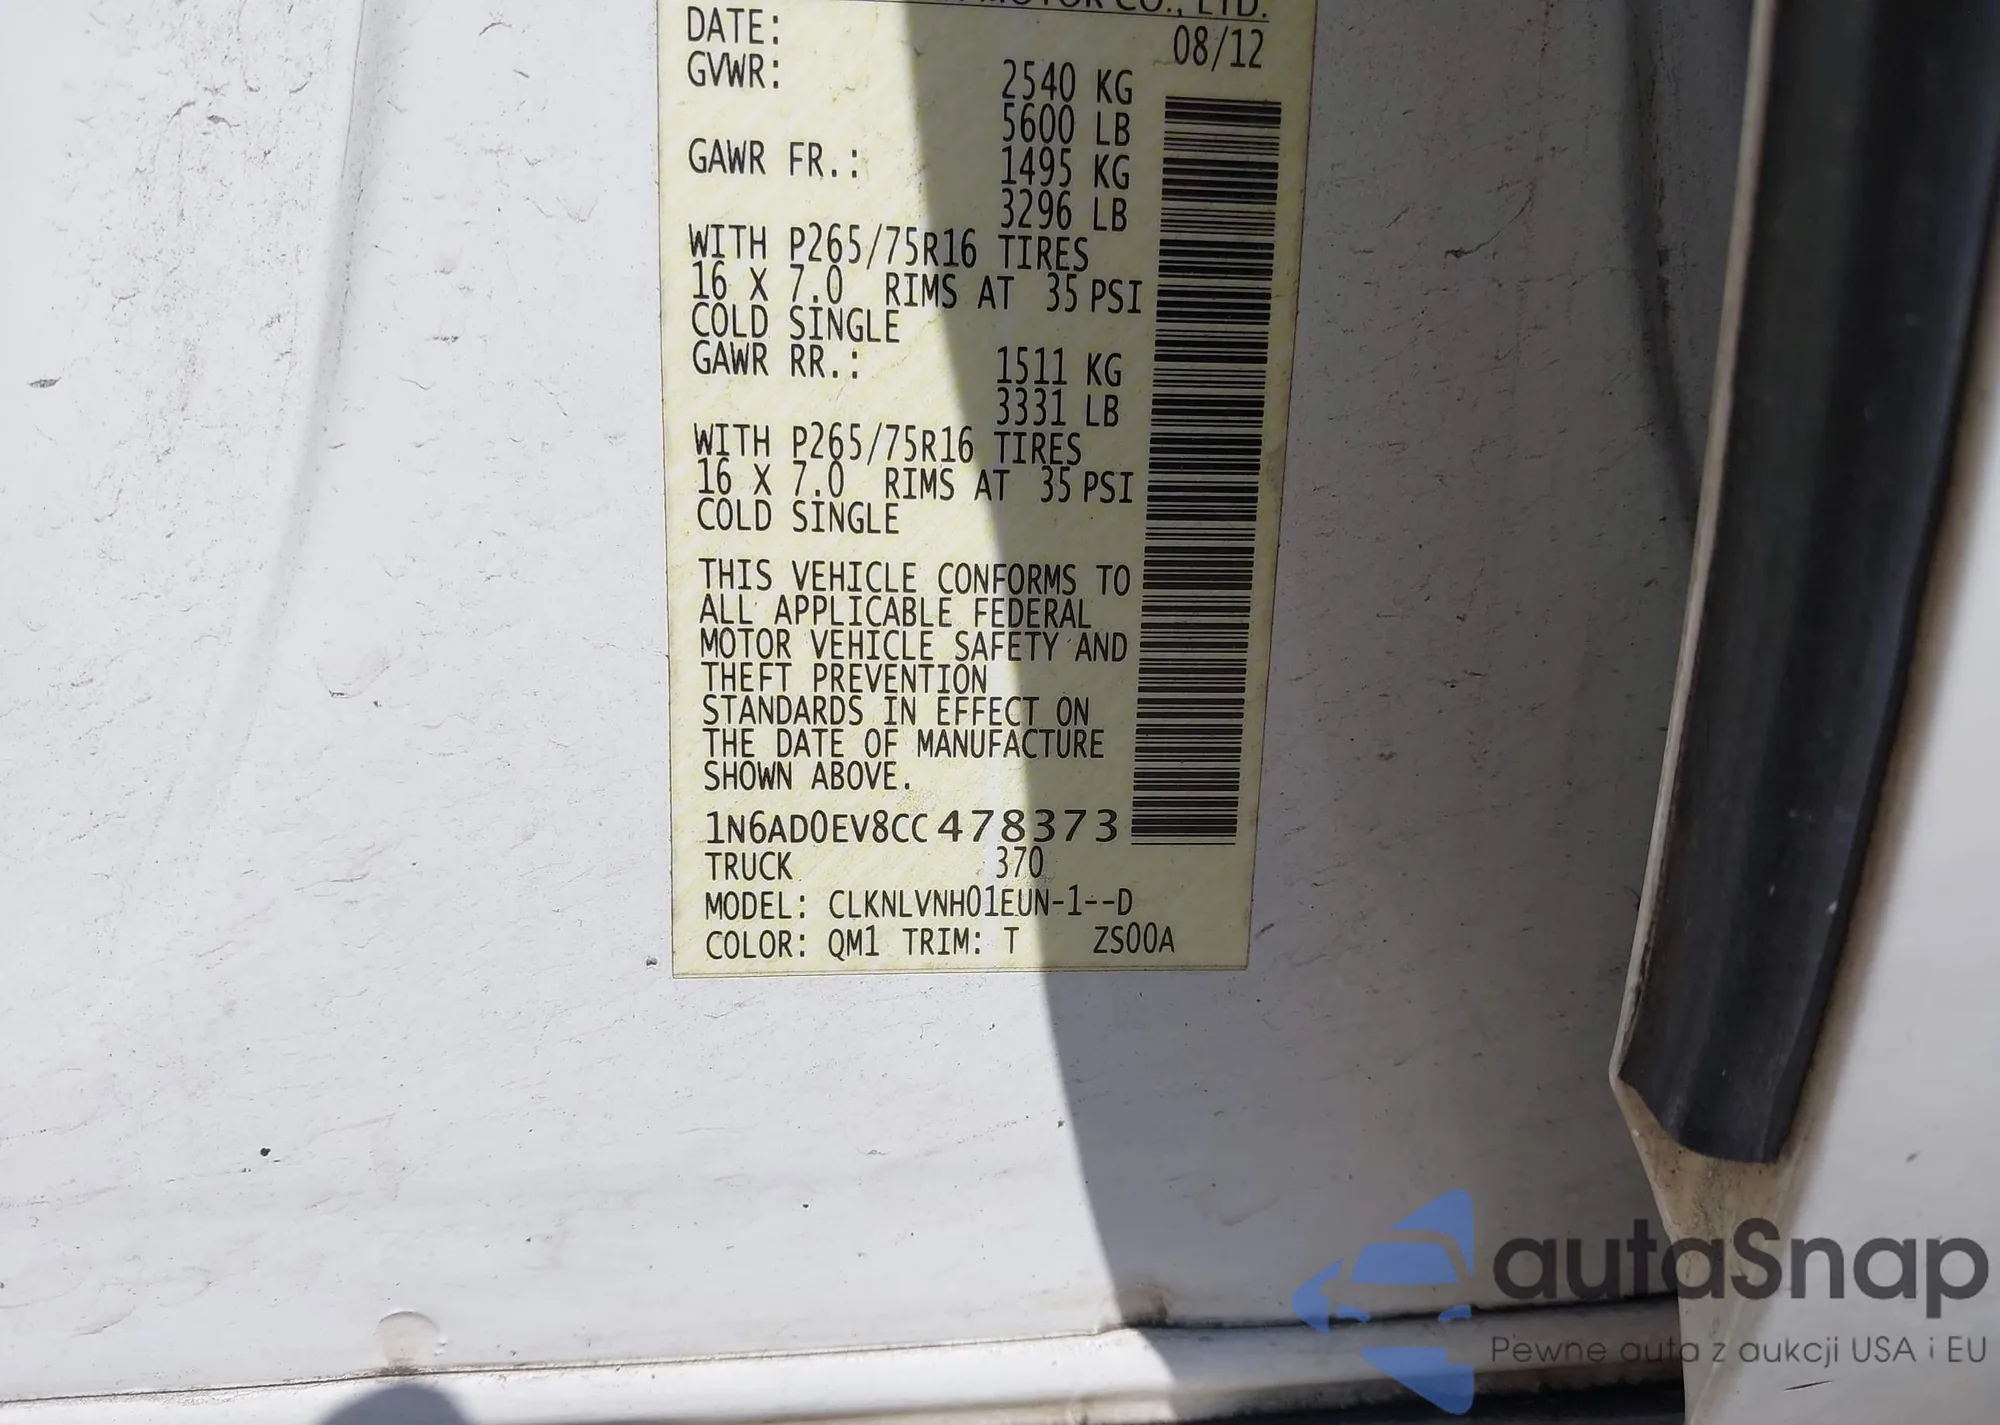 MOTOR CO., LTD.
DATE: 08/12
GVWR: 2540 KG
5600 LB
GAWR FR.: 1495 KG
3296 LB
WITH P265/75R16 TIRES
16 X 7.0 RIMS AT 35 PSI
COLD SINGLE
GAWR RR.: 1511 KG
3331 LB
WITH P265/75R16 TIRES
16 X 7.0 RIMS AT 35 PSI
COLD SINGLE
THIS VEHICLE CONFORMS TO
ALL APPLICABLE FEDERAL
MOTOR VEHICLE SAFETY AND
THEFT PREVENTION
STANDARDS IN EFFECT ON
THE DATE OF MANUFACTURE
SHOWN ABOVE.
1N6AD0EV8CC478373
TRUCK 370
MODEL: CLKNLVNH01EUN-1--D
COLOR: QM1 TRIM: T ZS00A
autaSnap
Pewne auta z aukcji USA i EU